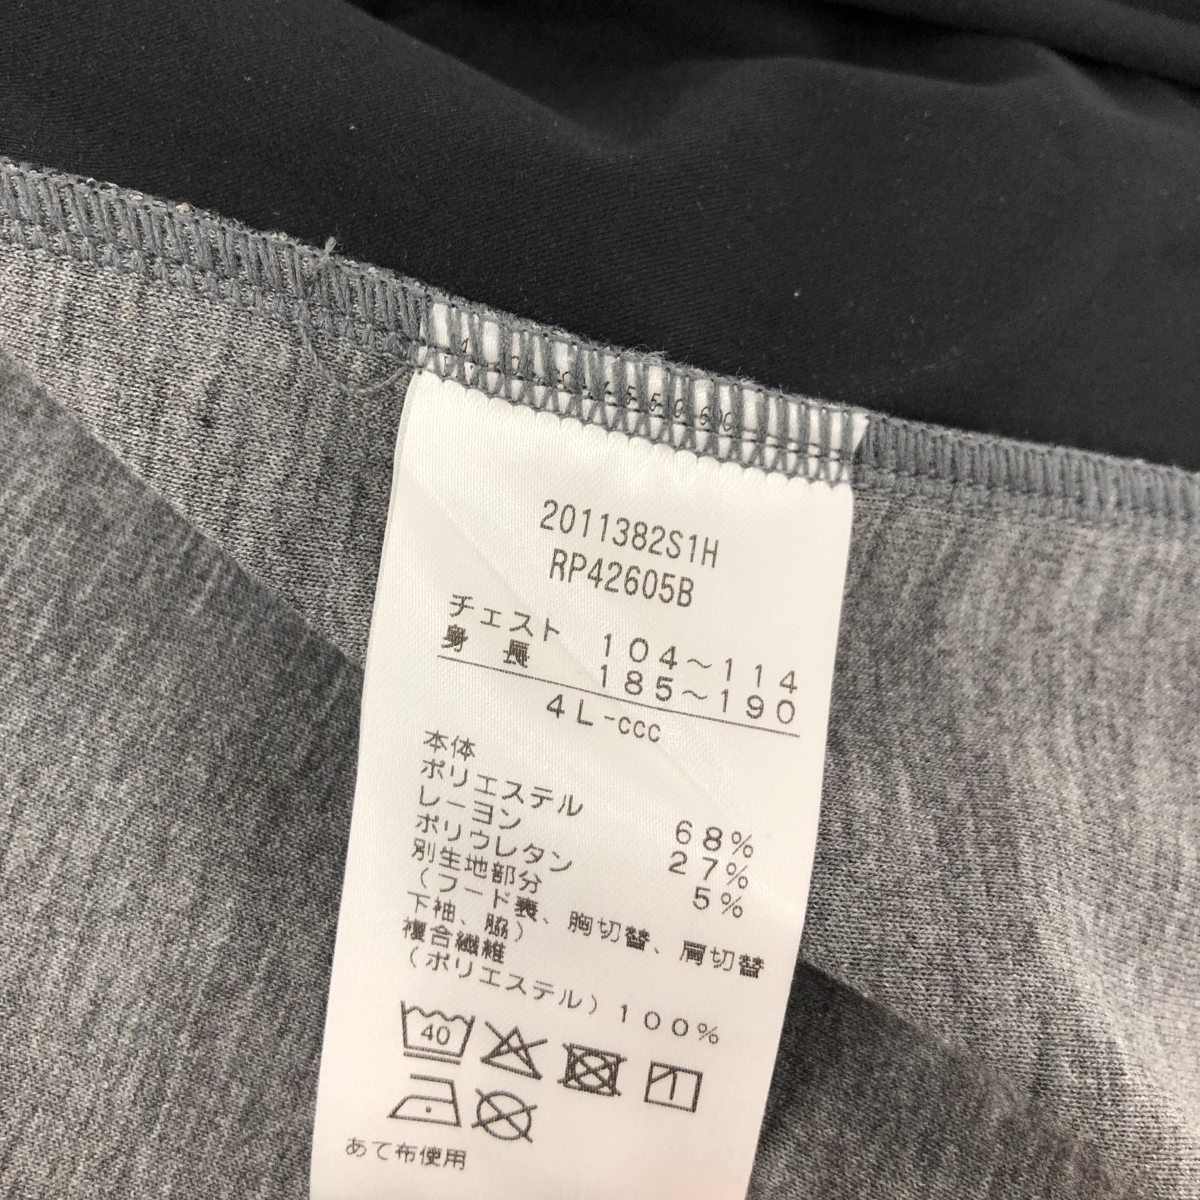 2011382S1H
RP42605B
チェスト 104～114
身長 185～190
4L-ccc
本体
ポリエステル 68%
レーヨン 27%
ポリウレタン 5%
別生地部分
(フード裏、胸切替、肩切替
下袖、脇)
複合繊維
(ポリエステル)100%
40
あて布使用